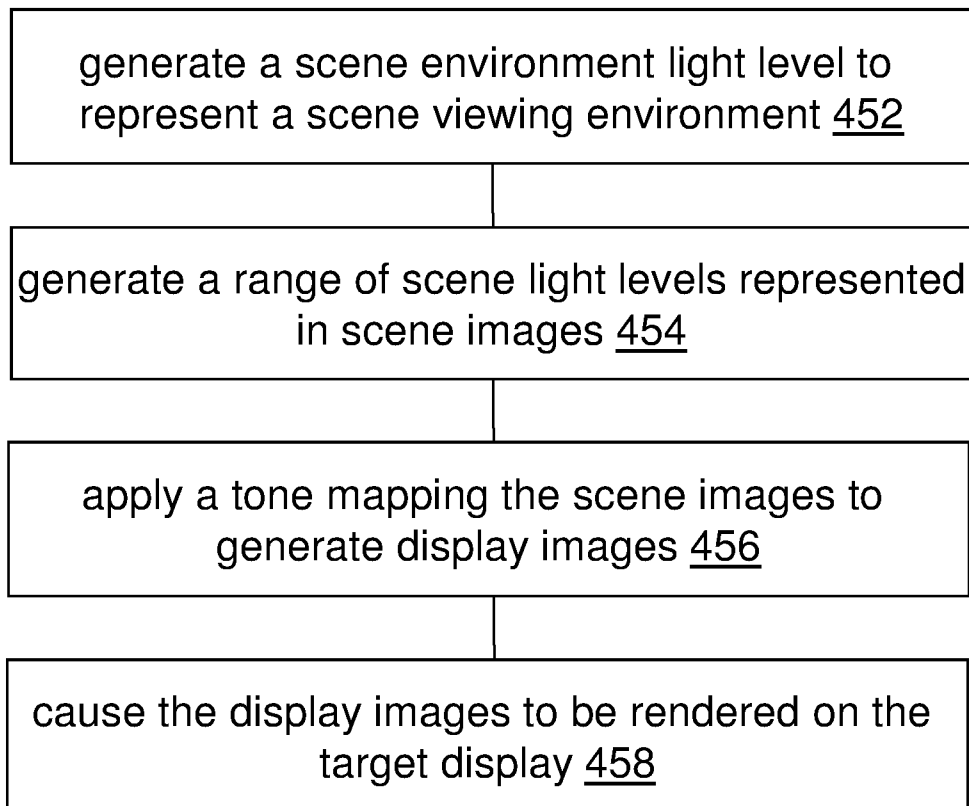 generate a scene environment light level to
represent a scene viewing environment 452
generate a range of scene light levels represented
in scene images 454
apply a tone mapping the scene images to
generate display images 456
cause the display images to be rendered on the
target display 458